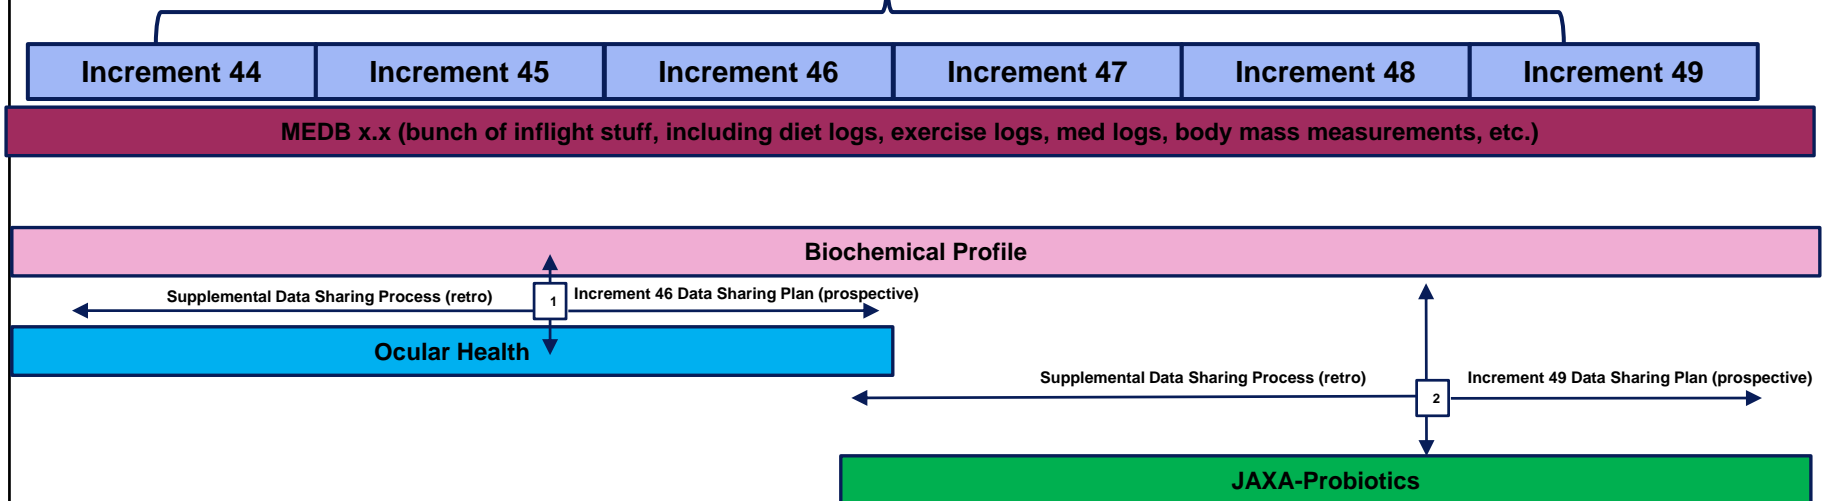 Increment 44 Increment 45 Increment 46 Increment 47 Increment 48 Increment 49
MEDB x.x (bunch of inflight stuff, including diet logs, exercise logs, med logs, body mass measurements, etc.)
Biochemical Profile
Supplemental Data Sharing Process (retro) 1 Increment 46 Data Sharing Plan (prospective)
Ocular Health
Supplemental Data Sharing Process (retro) 2 Increment 49 Data Sharing Plan (prospective)
JAXA-Probiotics